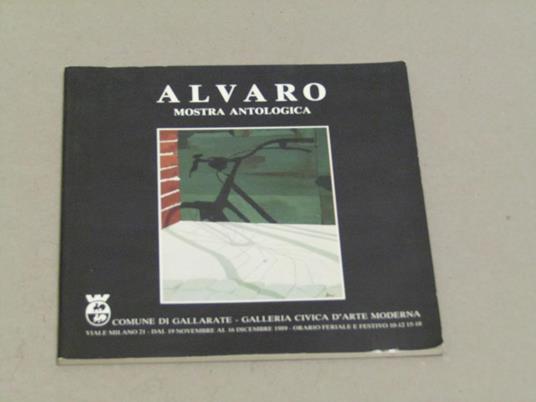 ALVARO
MOSTRA ANTOLOGICA
COMUNE DI GALLARATE - GALLERIA CIVICA D'ARTE MODERNA
VIALE MILANO 21 - DAL 19 NOVEMBRE AL 16 DICEMBRE 1989 - ORARIO FERIALE E FESTIVO 10-12 15-18